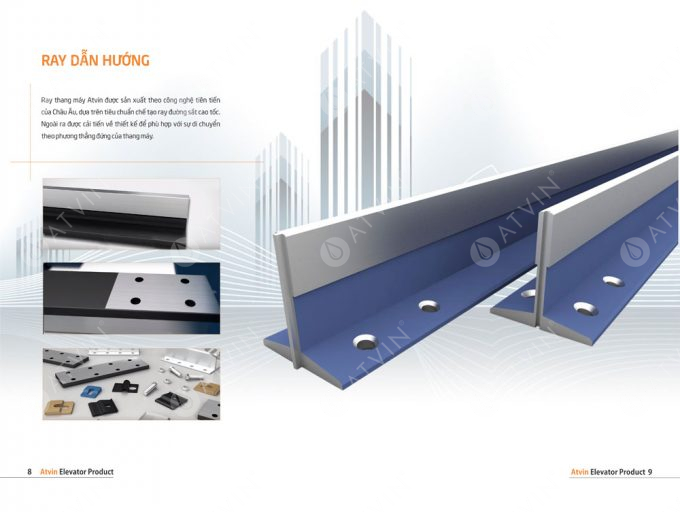 RAY DẪN HƯỚNG
Ray thang máy Atvin được sản xuất theo công nghệ tiên tiến
của Châu Âu, dựa trên tiêu chuẩn chế tạo ray đường sắt cao tốc.
Ngoài ra được cải tiến về thiết kế để phù hợp với sự di chuyển
theo phương thẳng đứng của thang máy.
ATVIN®
ATVIN®
ATVIN®
8 Atvin Elevator Product
Atvin Elevator Product 9